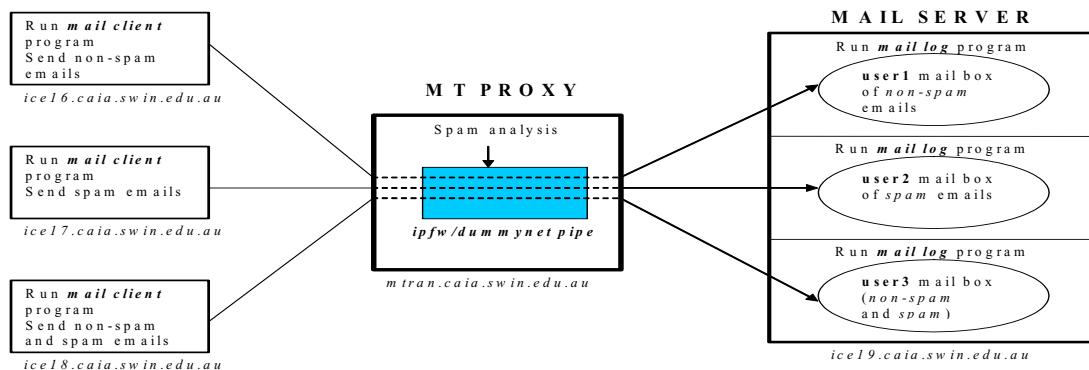 Run mail client
program
Send non-spam
emails
ice16.caia.swin.edu.au
Run mail client
program
Send spam emails
ice17.caia.swin.edu.au
Run mail client
program
Send non-spam
and spam emails
ice18.caia.swin.edu.au
MT PROXY
Spam analysis
ipfw/dummynet pipe
mtran.caia.swin.edu.au
MAIL SERVER
Run mail log program
user1 mail box
of non-spam
emails
Run mail log program
user2 mail box
of spam emails
Run mail log program
user3 mail box
(non-spam
and spam)
ice19.caia.swin.edu.au